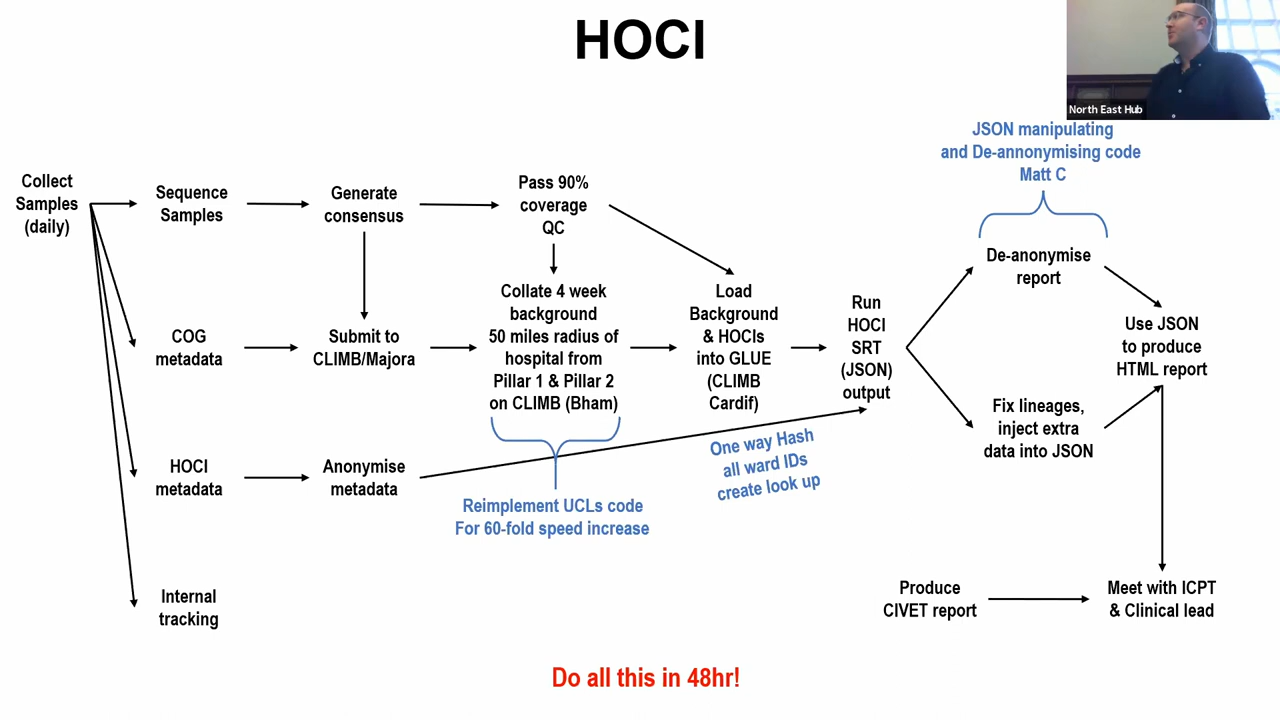 HOCI
North East Hub
JSON manipulating
and De-annonymising code
Matt C
Collect
Samples
(daily)
Sequence
Samples
Generate
consensus
Pass 90%
coverage
QC
De-anonymise
report
COG
metadata
Submit to
CLIMB/Majora
Collate 4 week
background
50 miles radius of
hospital from
Pillar 1 & Pillar 2
on CLIMB (Bham)
Load
Background
& HOCIs
into GLUE
(CLIMB
Cardif)
Run
HOCI
SRT
(JSON)
output
Use JSON
to produce
HTML report
Fix lineages,
inject extra
data into JSON
HOCI
metadata
Anonymise
metadata
One way Hash
all ward IDs
create look up
Reimplement UCLs code
For 60-fold speed increase
Internal
tracking
Produce
CIVET report
Meet with ICPT
& Clinical lead
Do all this in 48hr!